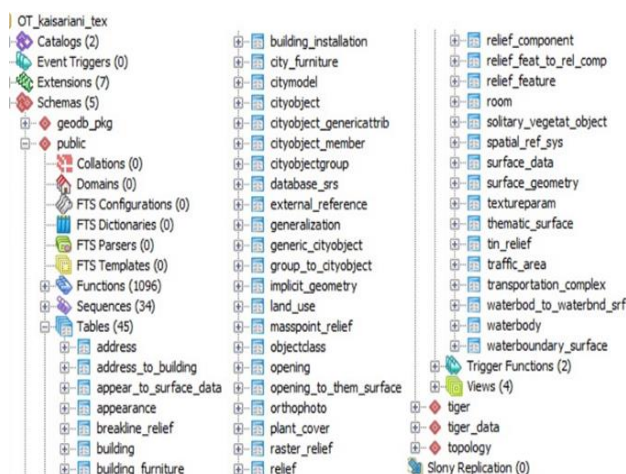 OT_kaisariani_tex
Catalogs (2)
Event Triggers (0)
Extensions (7)
Schemas (5)
geodb_pkg
public
Collations (0)
Domains (0)
FTS Configurations (0)
FTS Dictionaries (0)
FTS Parsers (0)
FTS Templates (0)
Functions (1096)
Sequences (34)
Tables (45)
address
address_to_building
appear_to_surface_data
appearance
breakline_relief
building
building_furniture
building_installation
city_furniture
citymodel
cityobject
cityobject_genericattrib
cityobject_member
cityobjectgroup
database_srs
external_reference
generalization
generic_cityobject
group_to_cityobject
implicit_geometry
land_use
masspoint_relief
objectclass
opening
opening_to_them_surface
orthophoto
plant_cover
raster_relief
relief
relief_component
relief_feat_to_rel_comp
relief_feature
room
solitary_vegetat_object
spatial_ref_sys
surface_data
surface_geometry
textureparam
thematic_surface
tin_relief
traffic_area
transportation_complex
waterbod_to_waterbnd_srf
waterbody
waterboundary_surface
Trigger Functions (2)
Views (4)
tiger
tiger_data
topology
Slony Replication (0)